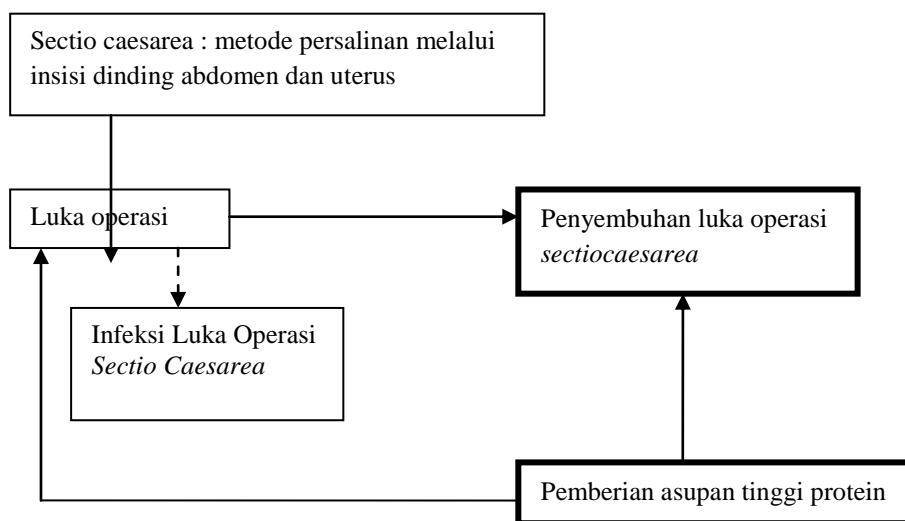 Sectio caesarea : metode persalinan melalui
insisi dinding abdomen dan uterus
Luka operasi
Penyembuhan luka operasi
sectiocaesarea
Infeksi Luka Operasi
Sectio Caesarea
Pemberian asupan tinggi protein